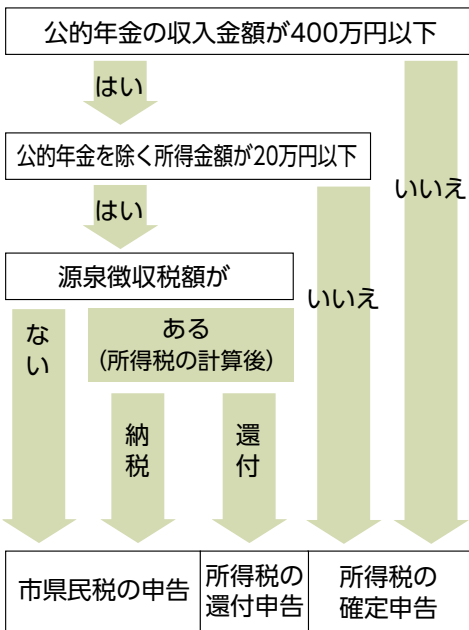 公的年金の収入金額が400万円以下
はい
公的年金を除く所得金額が20万円以下
はい
いいえ
源泉徴収税額が
いいえ
ない
ある
（所得税の計算後）
納税
還付
市県民税の申告
所得税の
還付申告
所得税の
確定申告